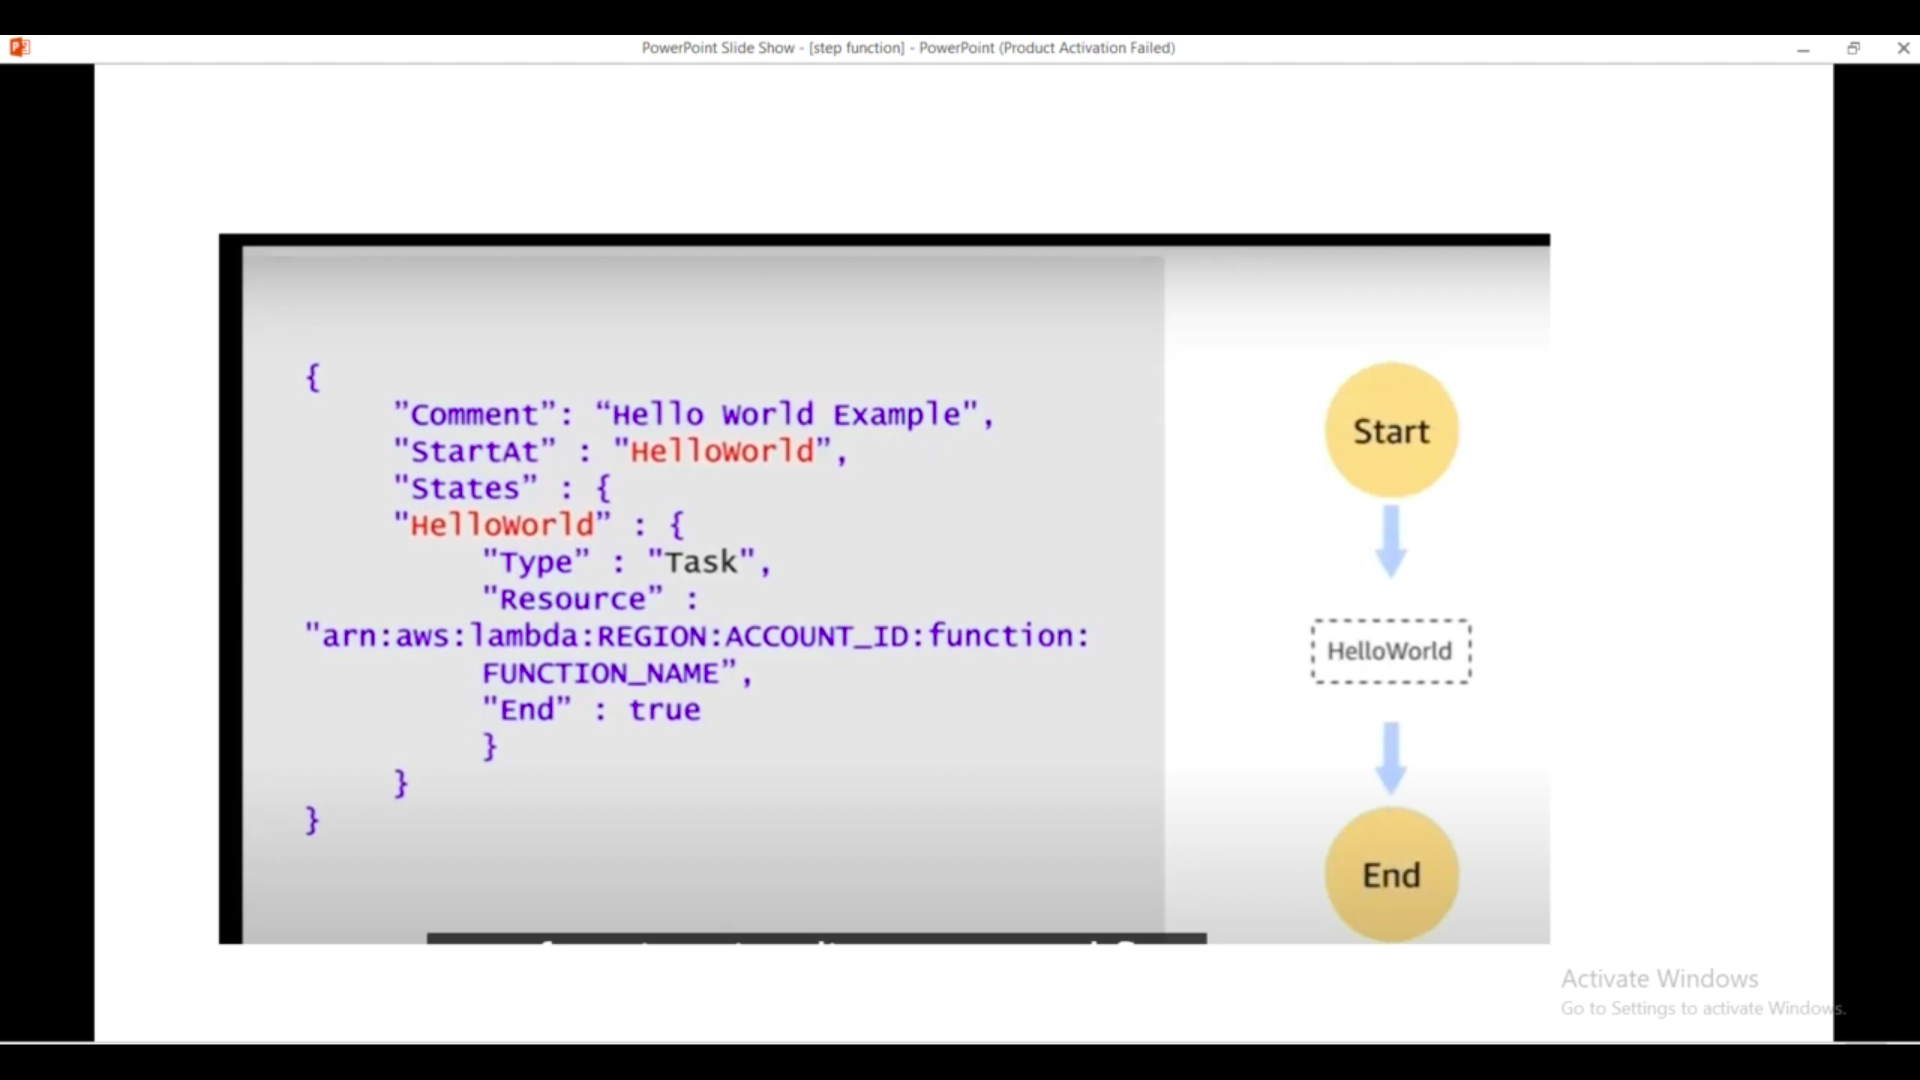 PowerPoint Slide Show - [step function] - PowerPoint (Product Activation Failed)
{
"Comment”: “Hello World Example",
"StartAt” : "HelloWorld”,
"States” : {
"HelloWorld” : {
"Type” : "Task",
"Resource” :
"arn:aws:lambda:REGION:ACCOUNT_ID:function:
FUNCTION_NAME”,
"End” : true
}
}
}
Start
HelloWorld
End
Activate Windows
Go to Settings to activate Windows.